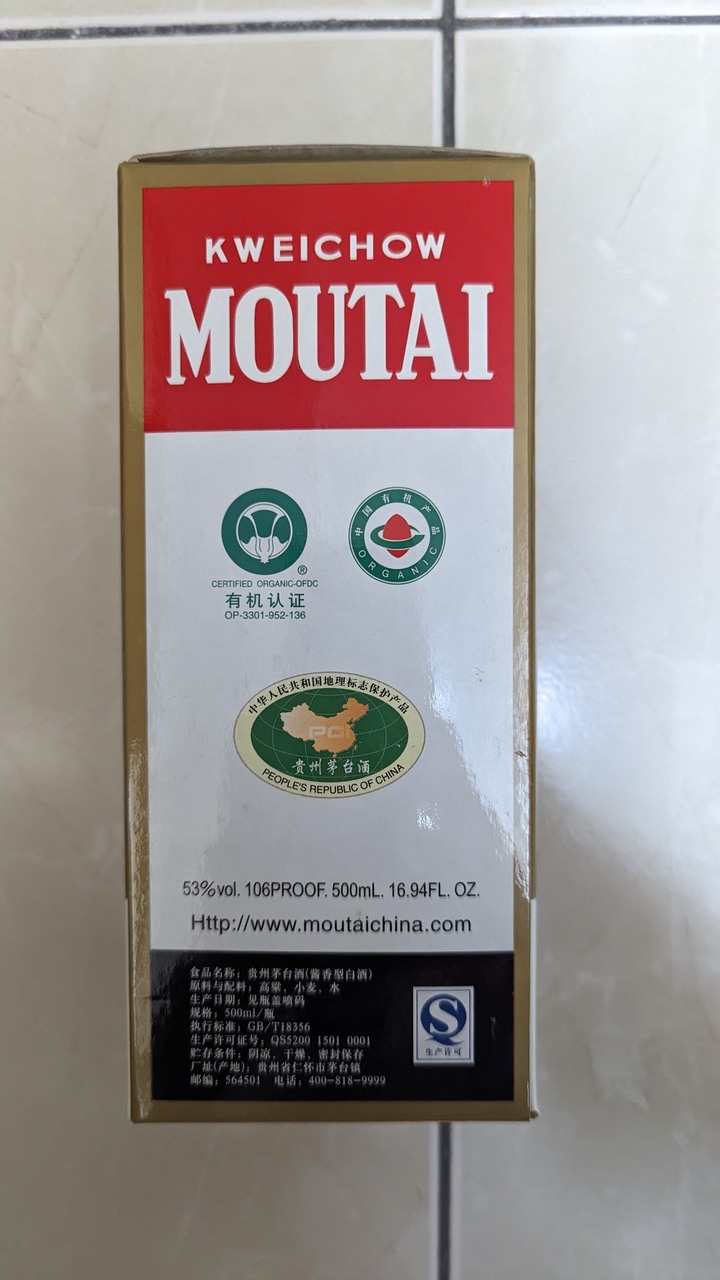 KWEICHOW
MOUTAI
CERTIFIED ORGANIC-OFDC
®
有机认证
OP-3301-952-136
中国有机产品
ORGANIC
中华人民共和国地理标志保护产品
PGI
贵州茅台酒
PEOPLE'S REPUBLIC OF CHINA
53%vol. 106PROOF. 500mL. 16.94FL. OZ.
Http://www.moutaichina.com
食品名称: 贵州茅台酒(酱香型白酒)
原料与配料: 高粱、小麦、水
生产日期: 见瓶盖喷码
规格: 500ml/瓶
执行标准: GB/T18356
生产许可证号: QS5200 1501 0001
贮存条件: 阴凉、干燥、密封保存
厂址(产地): 贵州省仁怀市茅台镇
邮编: 564501 电话: 400-818-9999
S
生产许可